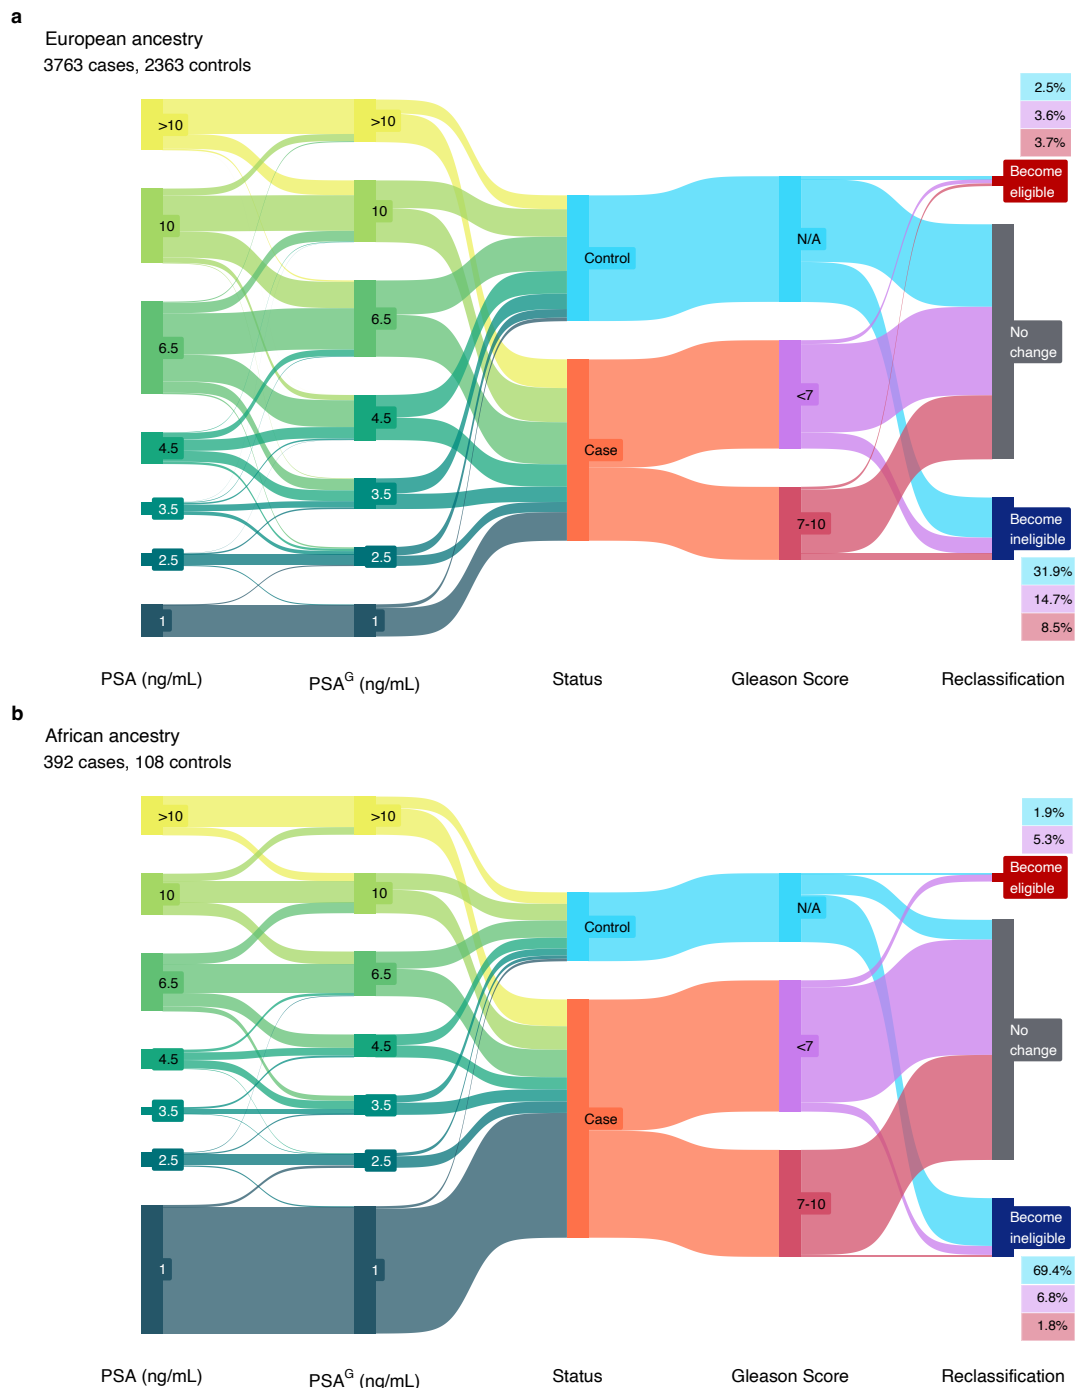 a
European ancestry
3763 cases, 2363 controls
2.5%
3.6%
3.7%
>10
>10
Become
eligible
10
10
N/A
Control
6.5
6.5
No
change
<7
4.5
4.5
Case
3.5
3.5
7-10
Become
ineligible
2.5
2.5
31.9%
14.7%
8.5%
1
1
PSA (ng/mL)
PSA^G (ng/mL)
Status
Gleason Score
Reclassification
b
African ancestry
392 cases, 108 controls
1.9%
5.3%
>10
>10
Become
eligible
10
10
N/A
Control
6.5
6.5
No
change
<7
4.5
4.5
3.5
3.5
Case
2.5
2.5
7-10
Become
ineligible
1
1
69.4%
6.8%
1.8%
PSA (ng/mL)
PSA^G (ng/mL)
Status
Gleason Score
Reclassification